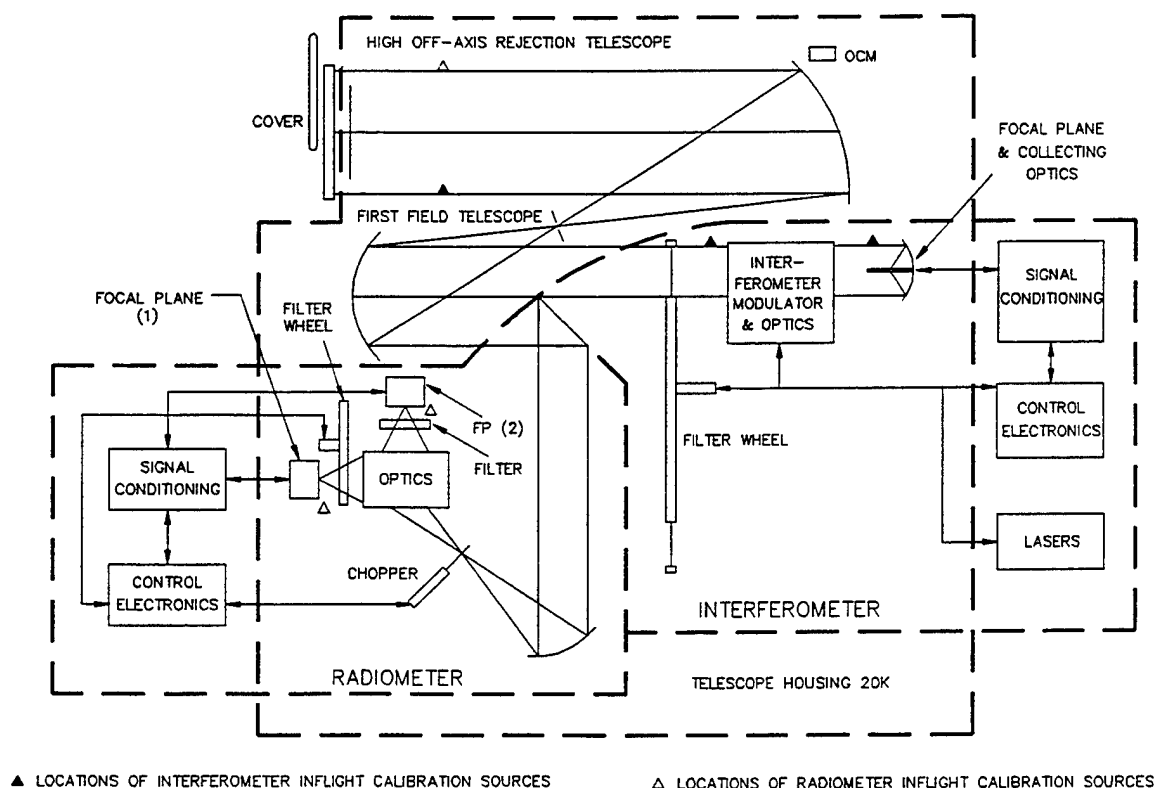 HIGH OFF-AXIS REJECTION TELESCOPE
OCM
COVER
FOCAL PLANE
& COLLECTING
OPTICS
FIRST FIELD TELESCOPE
INTER-
FEROMETER
MODULATOR
& OPTICS
SIGNAL
CONDITIONING
FOCAL PLANE
(1)
FILTER
WHEEL
FP (2)
FILTER
FILTER WHEEL
CONTROL
ELECTRONICS
SIGNAL
CONDITIONING
OPTICS
LASERS
CHOPPER
CONTROL
ELECTRONICS
INTERFEROMETER
RADIOMETER
TELESCOPE HOUSING 20K
▲ LOCATIONS OF INTERFEROMETER INFLIGHT CALIBRATION SOURCES
△ LOCATIONS OF RADIOMETER INFLIGHT CALIBRATION SOURCES